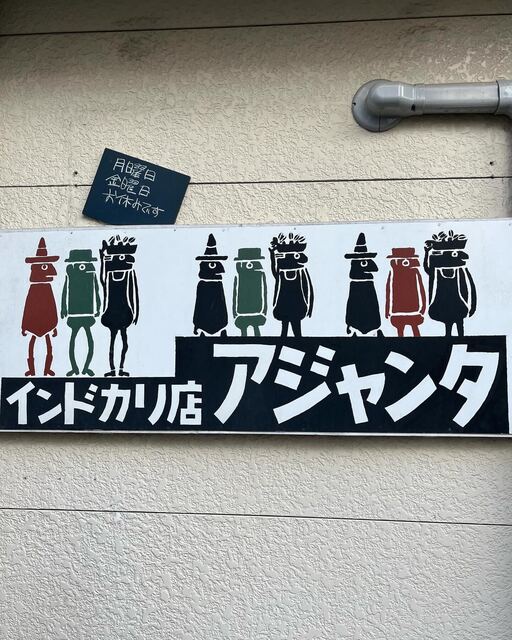 月曜日
金曜日
お休みです
インドカリ店
アジャンタ